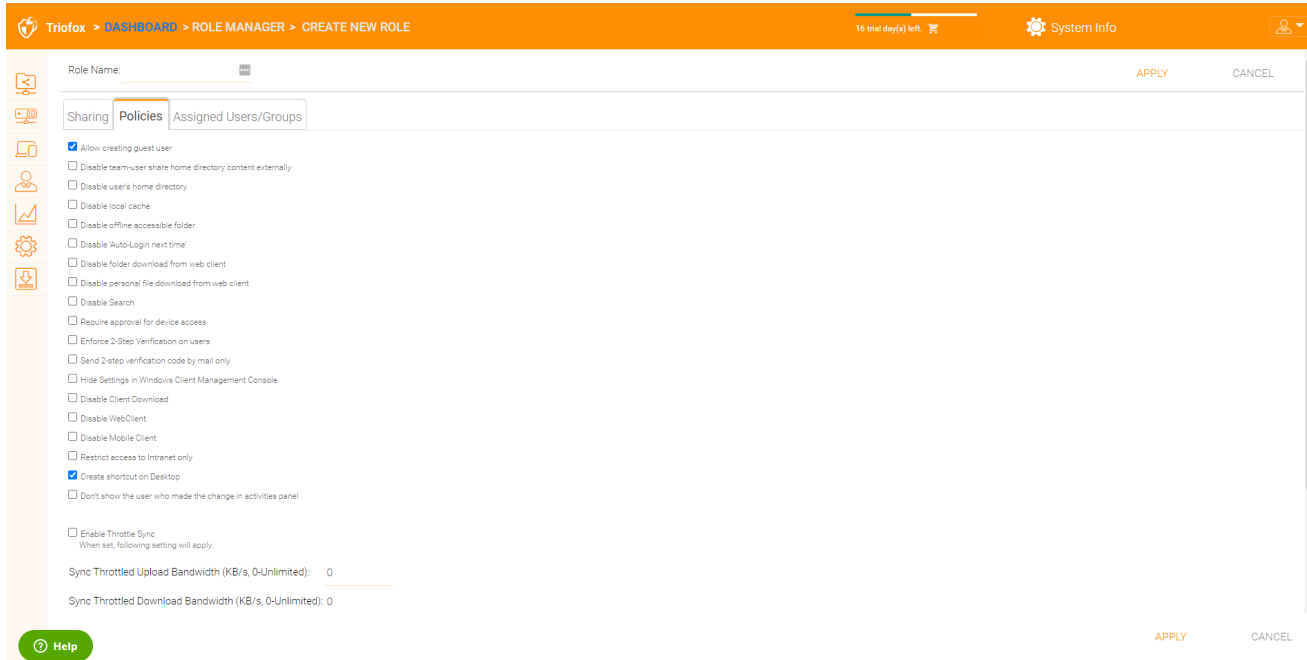 Triofox > DASHBOARD > ROLE MANAGER > CREATE NEW ROLE
16 trial day(s) left.
System Info
Role Name:
APPLY
CANCEL
Sharing
Policies
Assigned Users/Groups
Allow creating guest user
Disable team-user share home directory content externally
Disable user's home directory
Disable local cache
Disable offline accessible folder
Disable 'Auto-Login next time'
Disable folder download from web client
Disable personal file download from web client
Disable Search
Require approval for device access
Enforce 2-Step Verification on users
Send 2-step verification code by mail only
Hide Settings in Windows Client Management Console
Disable Client Download
Disable WebClient
Disable Mobile Client
Restrict access to Intranet only
Create shortcut on Desktop
Don't show the user who made the change in activities panel
Enable Throttle Sync
When set, following setting will apply.
Sync Throttled Upload Bandwidth (KB/s, 0-Unlimited): 0
Sync Throttled Download Bandwidth (KB/s, 0-Unlimited): 0
APPLY
CANCEL
Help